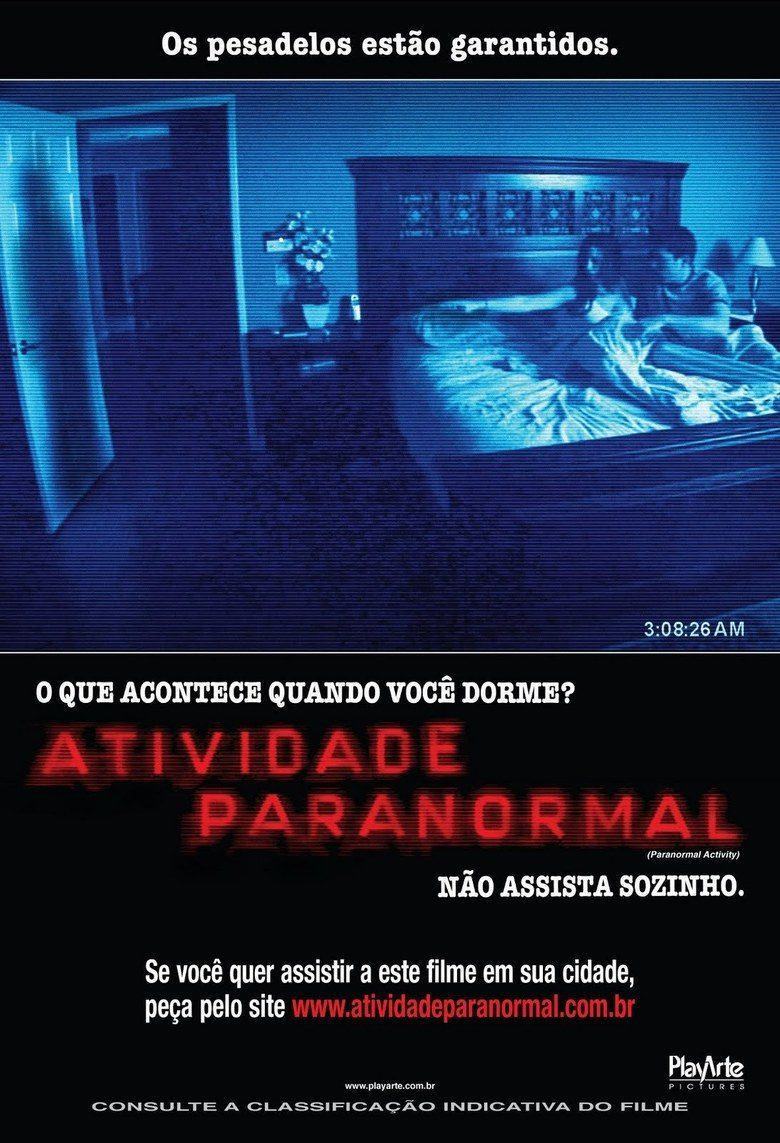 Os pesadelos estão garantidos.
3:08:26 AM
O QUE ACONTECE QUANDO VOCÊ DORME?
ATIVIDADE
PARANORMAL
(Paranormal Activity)
NÃO ASSISTA SOZINHO.
Se você quer assistir a este filme em sua cidade,
peça pelo site www.atividadeparanormal.com.br
PlayArte
PICTURES
www.playarte.com.br
CONSULTE A CLASSIFICAÇÃO INDICATIVA DO FILME